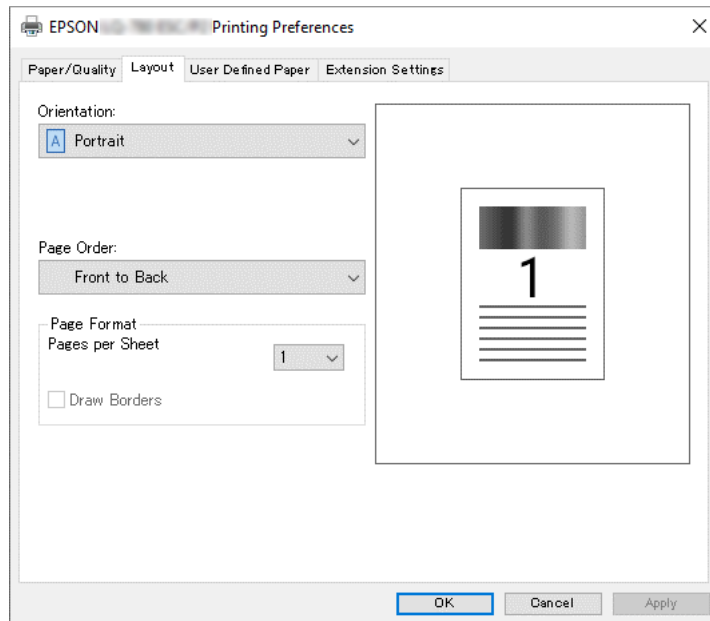 EPSON Printing Preferences
Paper/Quality Layout User Defined Paper Extension Settings
Orientation:
A Portrait
Page Order:
Front to Back
Page Format
Pages per Sheet
1
Draw Borders
1
OK Cancel Apply